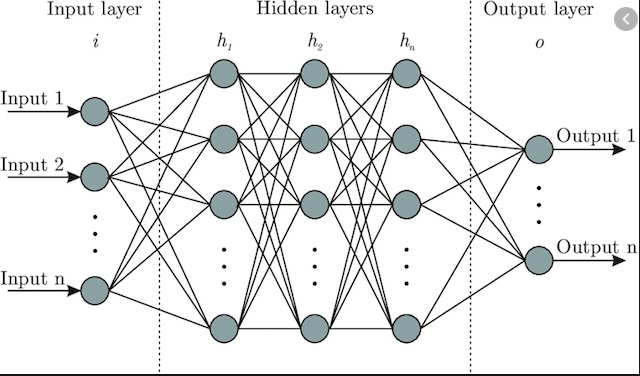 Input layer Hidden layers Output layer
i h₁ h₂ hₙ o
Input 1
Output 1
Input 2
Output n
Input n